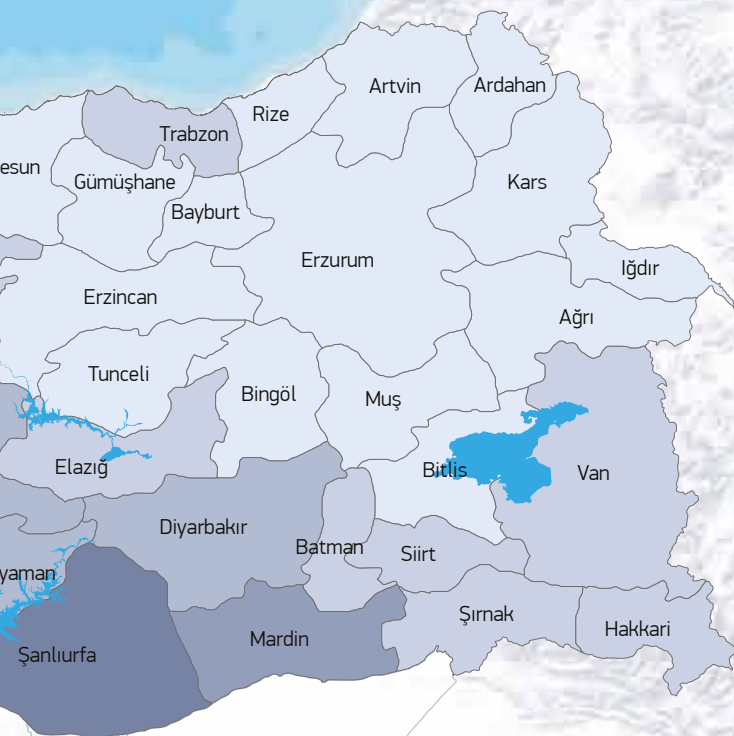 Artvin
Ardahan
Rize
Trabzon
esun
Gümüşhane
Kars
Bayburt
Erzurum
Iğdır
Erzincan
Ağrı
Tunceli
Bingöl
Muş
Elazığ
Bitlis
Van
Diyarbakır
Batman
Siirt
yaman
Şırnak
Hakkari
Mardin
Şanlıurfa